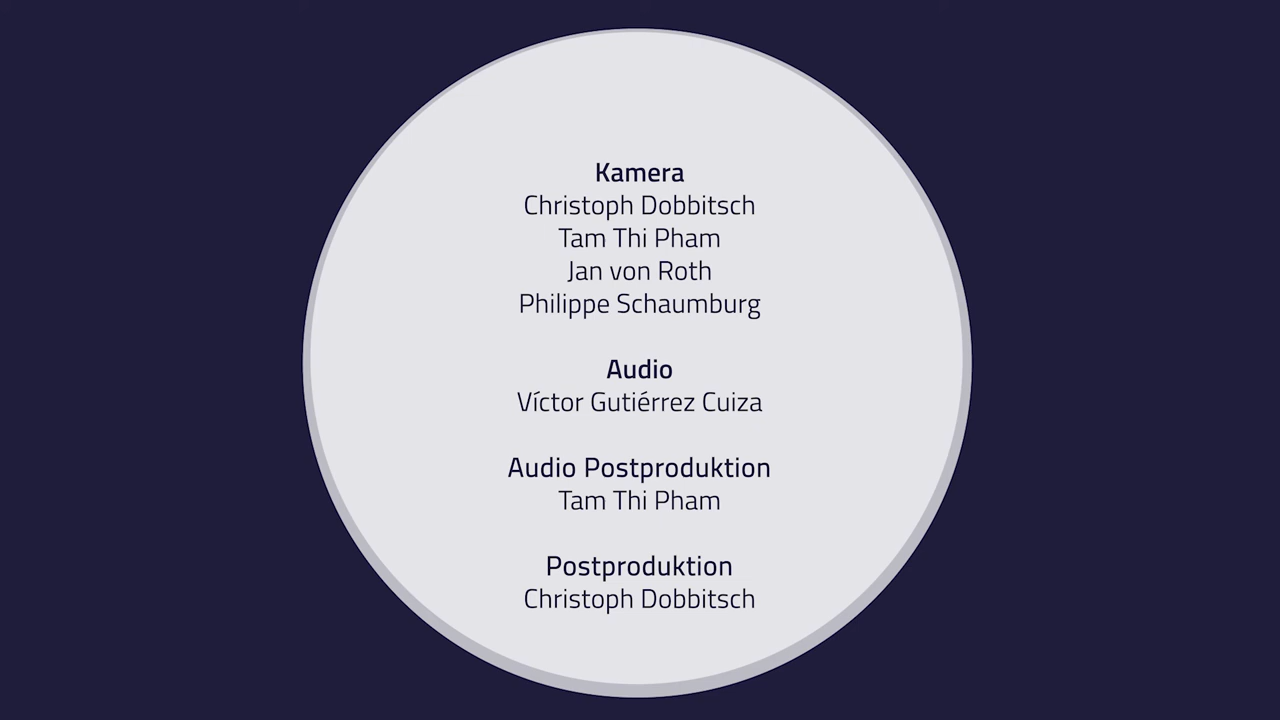 Kamera
Christoph Dobbitsch
Tam Thi Pham
Jan von Roth
Philippe Schaumburg
Audio
Víctor Gutiérrez Cuiza
Audio Postproduktion
Tam Thi Pham
Postproduktion
Christoph Dobbitsch